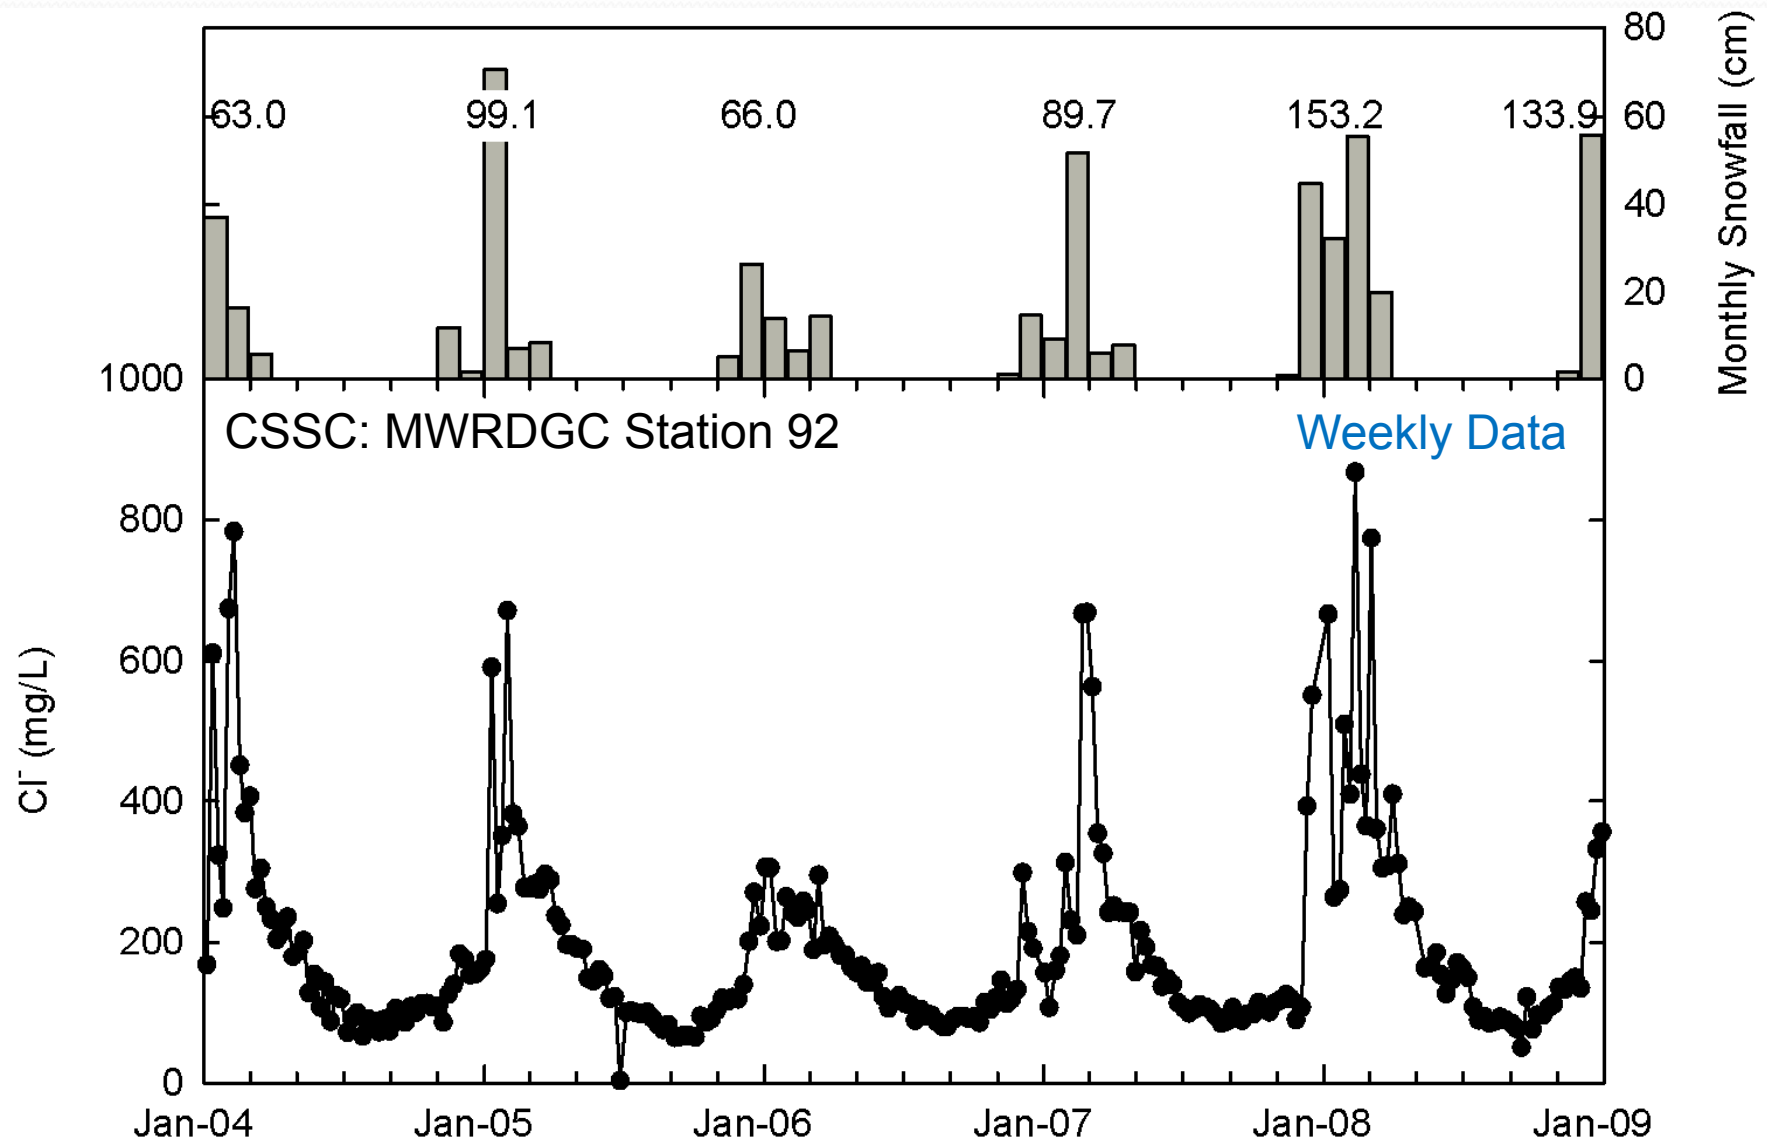 80
63.0 99.1 66.0 89.7 153.2 133.9 60
40
20
1000 0
Monthly Snowfall (cm)
CSSC: MWRDGC Station 92 Weekly Data
800
600
400
200
0
Cl⁻ (mg/L)
Jan-04 Jan-05 Jan-06 Jan-07 Jan-08 Jan-09